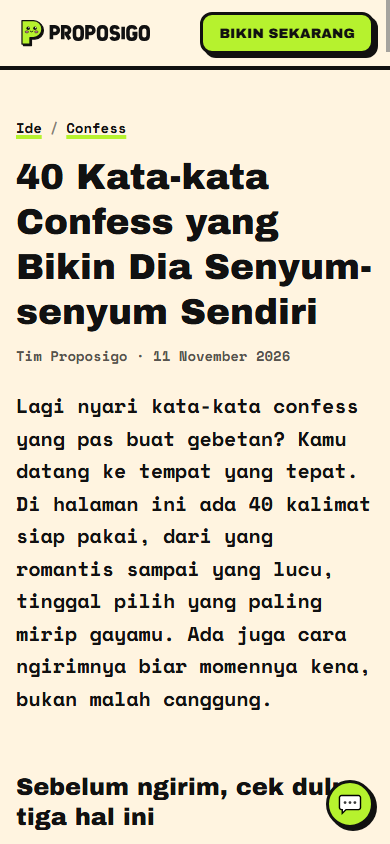 PROPOSIGO
BIKIN SEKARANG
Ide / Confess
40 Kata-kata
Confess yang
Bikin Dia Senyum-
senyum Sendiri
Tim Proposigo · 11 November 2026
Lagi nyari kata-kata confess
yang pas buat gebetan? Kamu
datang ke tempat yang tepat.
Di halaman ini ada 40 kalimat
siap pakai, dari yang
romantis sampai yang lucu,
tinggal pilih yang paling
mirip gayamu. Ada juga cara
ngirimnya biar momennya kena,
bukan malah canggung.
Sebelum ngirim, cek dulu
tiga hal ini